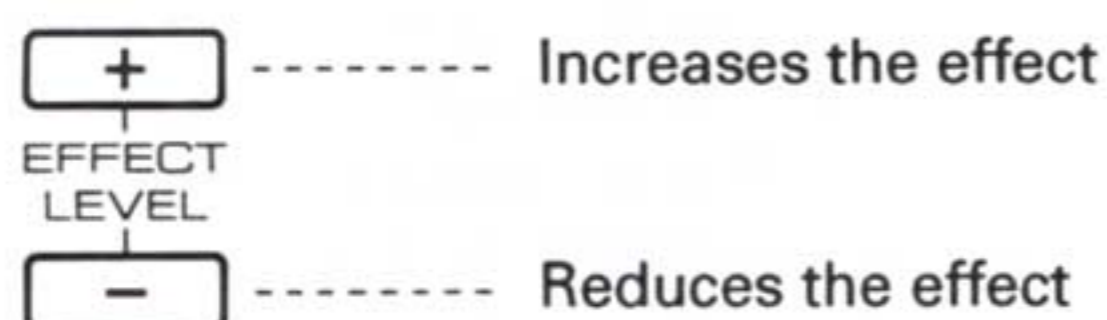 + Increases the effect
EFFECT
LEVEL
− Reduces the effect